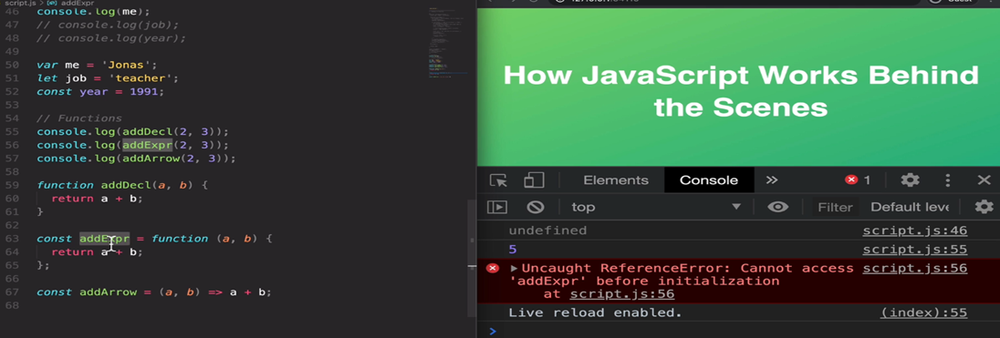 script.js > addExpr
46 console.log(me);
47 // console.log(job);
48 // console.log(year);
49
50 var me = 'Jonas';
51 let job = 'teacher';
52 const year = 1991;
53
54 // Functions
55 console.log(addDecl(2, 3));
56 console.log(addExpr(2, 3));
57 console.log(addArrow(2, 3));
58
59 function addDecl(a, b) {
60 return a + b;
61 }
62
63 const addExpr = function (a, b) {
64 return a + b;
65 };
66
67 const addArrow = (a, b) => a + b;
68
How JavaScript Works Behind
the Scenes
Elements Console » 1
top Filter Default leve
undefined script.js:46
5 script.js:55
Uncaught ReferenceError: Cannot access script.js:56
'addExpr' before initialization
at script.js:56
Live reload enabled. (index):55
>